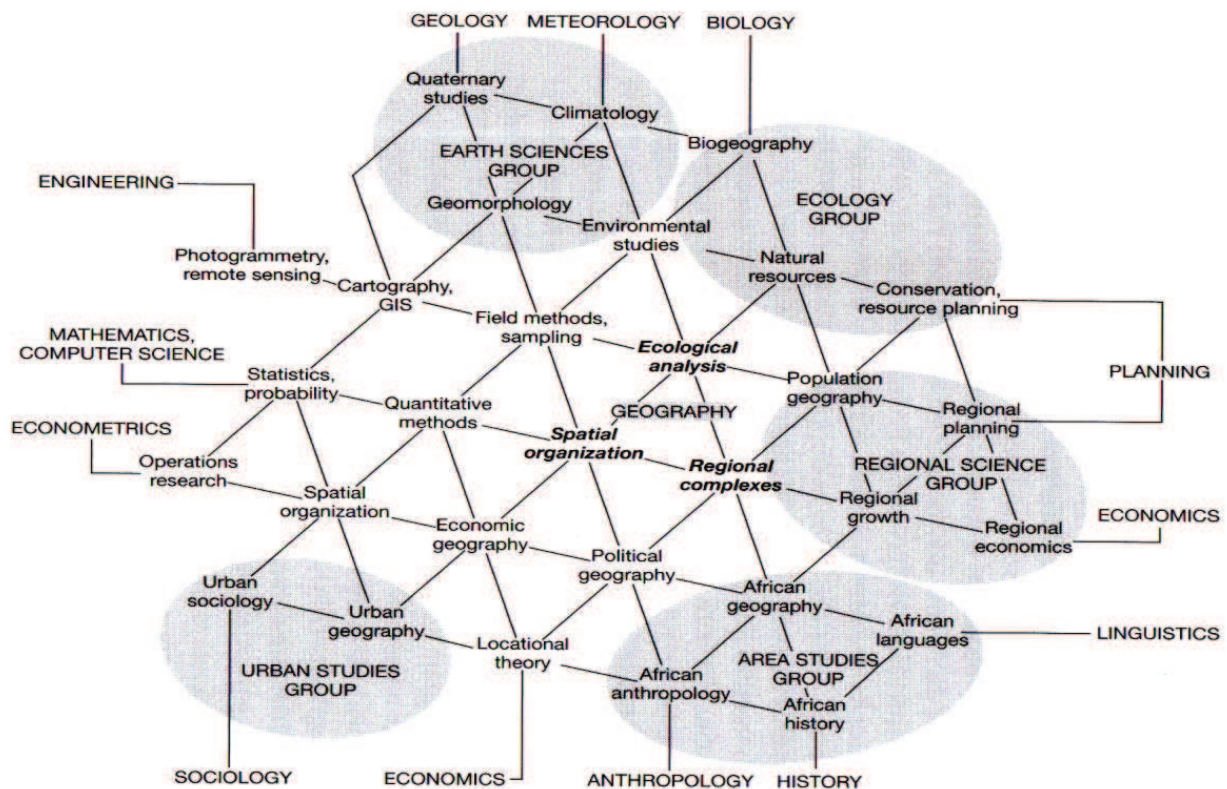 GEOLOGY
METEOROLOGY
BIOLOGY
Quaternary
studies
Climatology
Biogeography
EARTH SCIENCES
GROUP
ENGINEERING
Geomorphology
ECOLOGY
GROUP
Environmental
studies
Photogrammetry,
remote sensing
Natural
resources
Cartography,
GIS
Conservation,
resource planning
Field methods,
sampling
MATHEMATICS,
COMPUTER SCIENCE
Ecological
analysis
Statistics,
probability
Population
geography
PLANNING
Quantitative
methods
GEOGRAPHY
Regional
planning
ECONOMETRICS
Spatial
organization
Operations
research
Regional
complexes
REGIONAL SCIENCE
GROUP
Spatial
organization
Regional
growth
ECONOMICS
Economic
geography
Regional
economics
Political
geography
Urban
sociology
African
geography
Urban
geography
African
languages
LINGUISTICS
Locational
theory
URBAN STUDIES
GROUP
African
anthropology
AREA STUDIES
GROUP
African
history
SOCIOLOGY
ECONOMICS
ANTHROPOLOGY
HISTORY